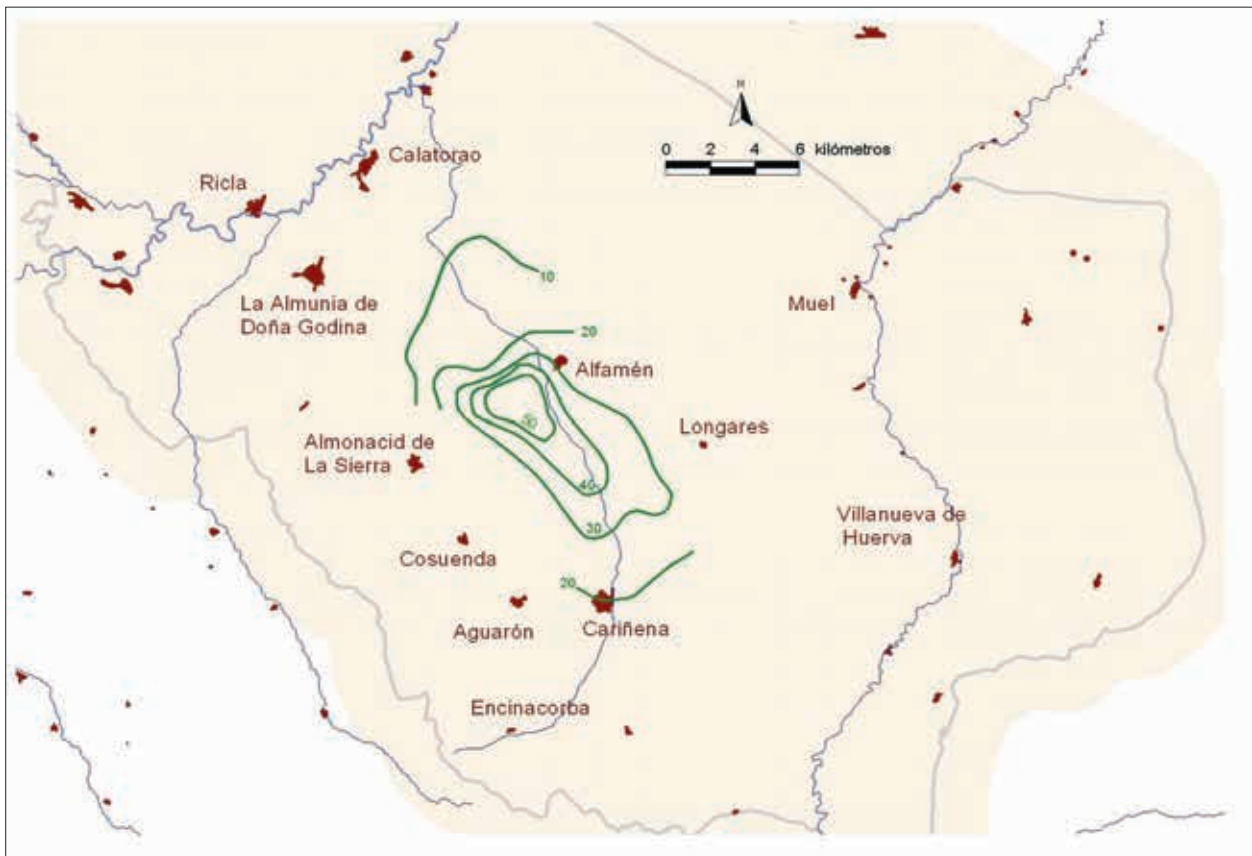 N
0 2 4 6 kilómetros
Calatorao
Ricla
La Almunia de
Doña Godina
10
Muel
20
Alfamén
50
Longares
Almonacid de
La Sierra
40
30
Villanueva de
Huerva
Cosuenda
20
Aguarón
Cariñena
Encinacorba